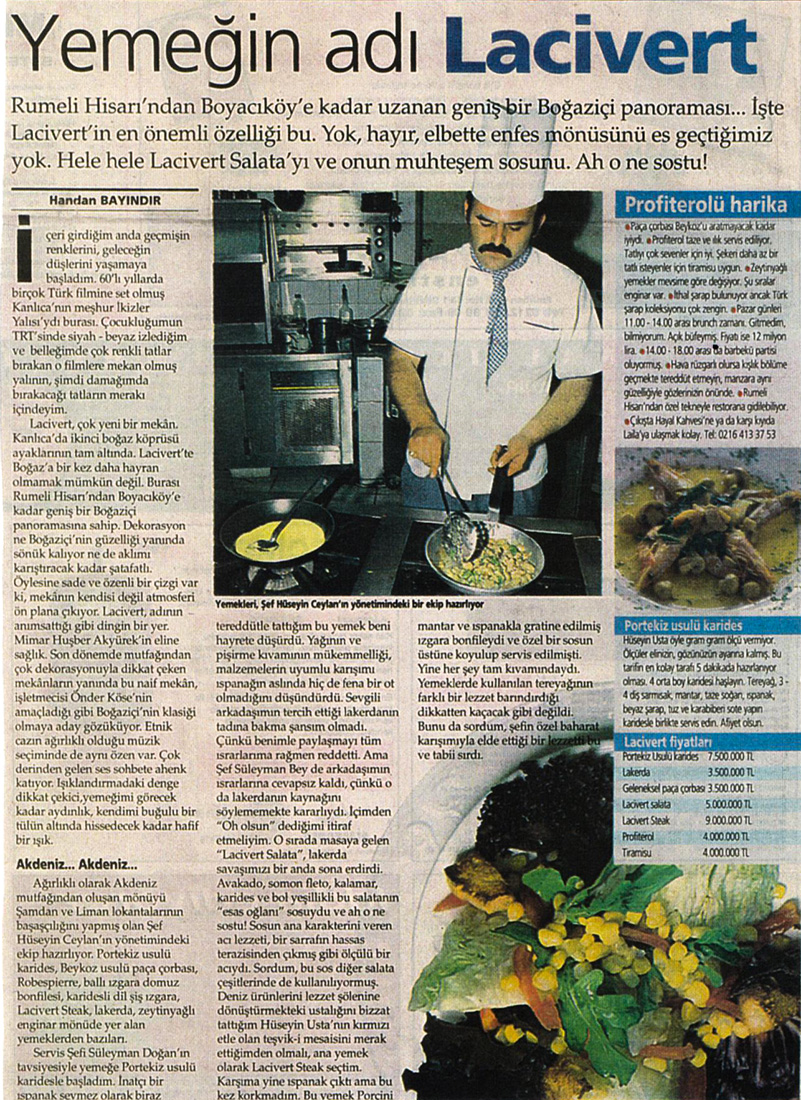 Yemeğin adı Lacivert
Rumeli Hisarı'ndan Boyacıköy'e kadar uzanan geniş bir Boğaziçi panoraması... İşte
Lacivert'in en önemli özelliği bu. Yok, hayır, elbette enfes mönüsünü es geçtiğimiz
yok. Hele hele Lacivert Salata'yı ve onun muhteşem sosunu. Ah o ne sostu!
Handan BAYINDIR
İçeri girdiğim anda geçmişin
renklerini, geleceğin
düşlerini yaşamaya
başladım. 60'lı yıllarda
birçok Türk filmine set olmuş
Kanlıca'nın meşhur İkizler
Yalısı'ydı burası. Çocukluğumun
TRT'sinde siyah - beyaz izlediğim
ve belleğimde çok renkli tatlar
bırakan o filmlere mekan olmuş
yalının, şimdi damağımda
bırakacağı tatların merakı
içindeyim.
Lacivert, çok yeni bir mekân.
Kanlıca'da ikinci boğaz köprüsü
ayaklarının tam altında. Lacivert'te
Boğaz'a bir kez daha hayran
olmamak mümkün değil. Burası
Rumeli Hisarı'ndan Boyacıköy'e
kadar geniş bir Boğaziçi
panoramasına sahip. Dekorasyon
ne Boğaziçi'nin güzelliği yanında
sönük kalıyor ne de aklımı
karıştıracak kadar şatafatlı.
Öylesine sade ve özenli bir çizgi var
ki, mekânın kendisi değil atmosferi
ön plana çıkıyor. Lacivert, adının
anımsattığı gibi dingin bir yer.
Mimar Huşber Akyürek'in eline
sağlık. Son dönemde mutfağından
çok dekorasyonuyla dikkat çeken
mekânların yanında bu naif mekân,
işletmecisi Önder Köse'nin
amaçladığı gibi Boğaziçi'nin klasiği
olmaya aday gözüküyor. Etnik
cazın ağırlıklı olduğu müzik
seçiminde de aynı özen var. Çok
derinden gelen ses sohbete ahenk
katıyor. Işıklandırmadaki denge
dikkat çekici,yemeğimi görecek
kadar aydınlık, kendimi buğulu bir
tülün altında hissedecek kadar hafif
bir ışık.
Akdeniz... Akdeniz...
Ağırlıklı olarak Akdeniz
mutfağından oluşan mönüyü
Şamdan ve Liman lokantalarının
başaşçılığını yapmış olan Şef
Hüseyin Ceylan'ın yönetimindeki
ekip hazırlıyor. Portekiz usulü
karides, Beykoz usulü paça çorbası,
Robespierre, ballı ızgara domuz
bonfilesi, karidesli dil şiş ızgara,
Lacivert Steak, lakerda, zeytinyağlı
enginar mönüde yer alan
yemeklerden bazıları.
Servis Şefi Süleyman Doğan'ın
tavsiyesiyle yemeğe Portekiz usulü
karidesle başladım. İnatçı bir
ıspanak sevmez olarak biraz
Yemekleri, Şef Hüseyin Ceylan'ın yönetimindeki bir ekip hazırlıyor
tereddütle tattığım bu yemek beni
hayrete düşürdü. Yağının ve
pişirme kıvamının mükemmelliği,
malzemelerin uyumlu karışımı
ıspanağın aslında hiç de fena bir ot
olmadığını düşündürdü. Sevgili
arkadaşımın tercih ettiği lakerdanın
tadına bakma şansım olmadı.
Çünkü benimle paylaşmayı tüm
ısrarlarıma rağmen reddetti. Ama
Şef Süleyman Bey de arkadaşımın
ısrarlarına cevapsız kaldı, çünkü o
da lakerdanın kaynağını
söylememekte kararlıydı. İçimden
"Oh olsun" dediğimi itiraf
etmeliyim. O sırada masaya gelen
"Lacivert Salata", lakerda
savaşımızı bir anda sona erdirdi.
Avakado, somon fleto, kalamar,
karides ve bol yeşillikli bu salatanın
"esas oğlanı" sosuydu ve ah o ne
sostu! Sosun ana karakterini veren
acı lezzeti, bir sarrafın hassas
terazisinden çıkmış gibi ölçülü bir
acıydı. Sordum, bu sos diğer salata
çeşitlerinde de kullanılıyormuş.
Deniz ürünlerini lezzet şölenine
dönüştürmekteki ustalığını bizzat
tattığım Hüseyin Usta'nın kırmızı
etle olan teşvik-i mesaisini merak
ettiğimden olmalı, ana yemek
olarak Lacivert Steak seçtim.
Karşıma yine ıspanak çıktı ama bu
kez korkmadım. Bu yemek Porcini
mantar ve ıspanakla gratine edilmiş
ızgara bonfileydi ve özel bir sosun
üstüne koyulup servis edilmişti.
Yine her şey tam kıvamındaydı.
Yemeklerde kullanılan tereyağının
farklı bir lezzet barındırdığı
dikkatten kaçacak gibi değildi.
Bunu da sordum, şefin özel baharat
karışımıyla elde ettiği bir lezzetti bu
ve tabii sırdı.
Profiterolü harika
●Paça çorbası Beykoz'u aratmayacak kadar
iyiydi. ●Profiterol taze ve ılık servis ediliyor.
Tatlıyı çok sevenler için iyi. Şekeri daha az bir
tatlı isteyenler için tiramisu uygun. ●Zeytinyağlı
yemekler mevsime göre değişiyor. Şu sıralar
enginar var. ●İthal şarap bulunuyor ancak Türk
şarap koleksiyonu çok zengin. ●Pazar günleri
11.00 - 14.00 arası brunch zamanı. Gitmedim,
bilmiyorum. Açık büfeymiş. Fiyatı ise 12 milyon
lira. ●14.00 - 18.00 arası da barbekü partisi
oluyormuş. ●Hava rüzgarlı olursa kışlık bölüme
geçmekte tereddüt etmeyin, manzara aynı
güzelliğiyle gözlerinizin önünde. ●Rumeli
Hisarı'ndan özel tekneyle restorana gidilebiliyor.
●Çıkışta Hayal Kahvesi'ne ya da karşı kıyıda
Laila'ya ulaşmak kolay. Tel: 0216 413 37 53
Portekiz usulü karides
Hüseyin Usta öyle gram gram ölçü vermiyor.
Ölçüler elinizin, gözünüzün ayarına kalmış. Bu
tarifin en kolay tarafı 5 dakikada hazırlanıyor
olması. 4 orta boy karidesi haşlayın. Tereyağ, 3 -
4 diş sarmısak, mantar, taze soğan, ıspanak,
beyaz şarap, tuz ve karabiberi sote yapın
karidesle birlikte servis edin. Afiyet olsun.
Lacivert fiyatları
Portekiz Usulü karides 7.500.000 TL
Lakerda 3.500.000 TL
Geleneksel paça çorbası 3.500.000 TL
Lacivert salata 5.000.000 TL
Lacivert Steak 9.000.000 TL
Profiterol 4.000.000 TL
Tiramisu 4.000.000 TL